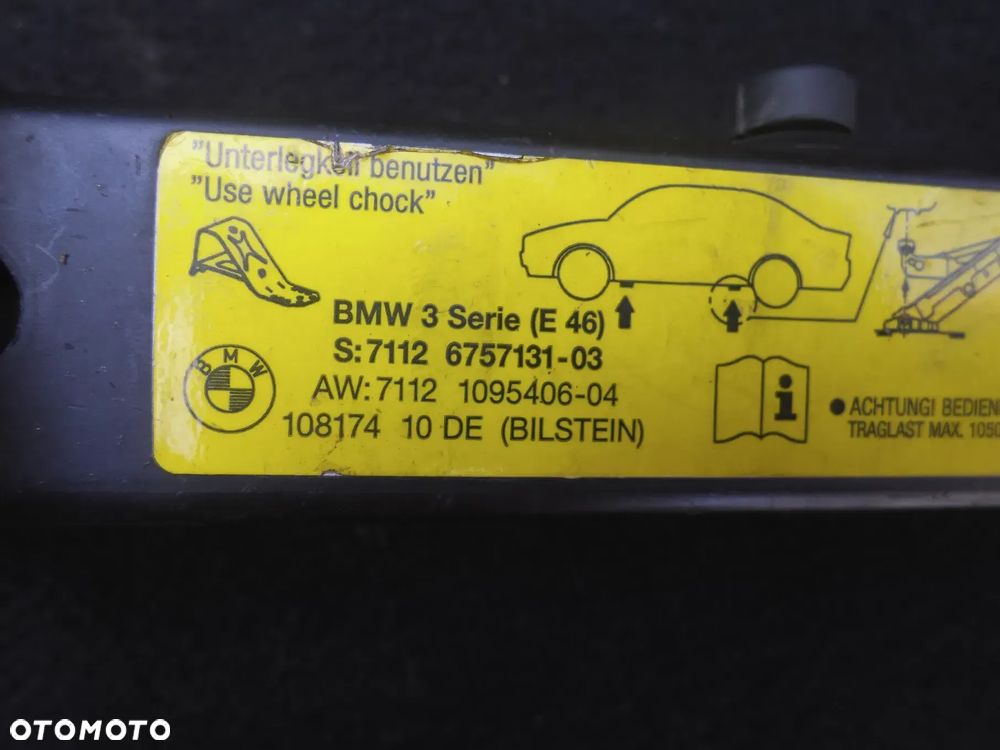 "Unterlegkeil benutzen"
"Use wheel chock"
BMW 3 Serie (E 46)
S:7112 6757131-03
AW:7112 1095406-04
108174 10 DE (BILSTEIN)
BMW
i
● ACHTUNG! BEDIEN
TRAGLAST MAX. 1050
OTOMOTO